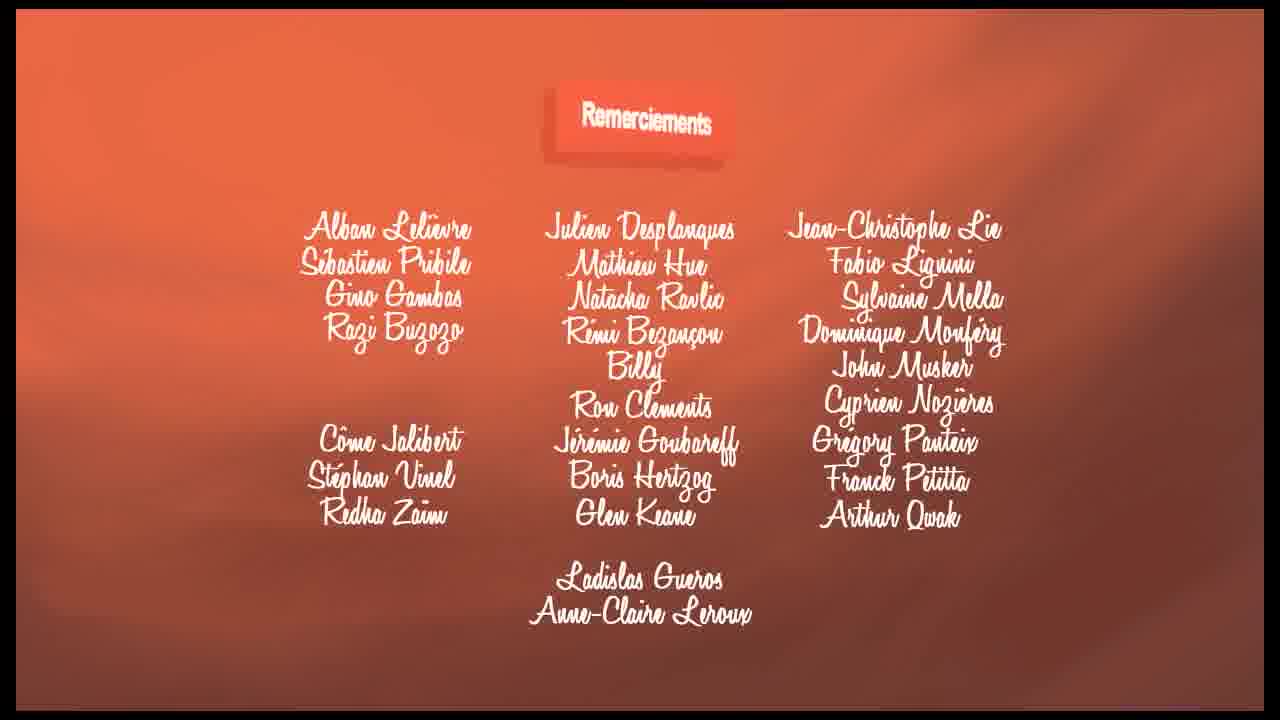 Remerciements
Alban Lelièvre
Sébastien Pribile
Gino Gambas
Razi Buzozo
Côme Jalibert
Stéphan Vinel
Redha Zaïm
Julien Desplanques
Mathieu Hue
Natacha Ravlic
Rémi Bezançon
Billy
Ron Clements
Jérémie Goubareff
Boris Hertzog
Glen Keane
Ladislas Gueros
Anne-Claire Leroux
Jean-Christophe Lie
Fabio Lignini
Sylvaine Mella
Dominique Monféry
John Musker
Cyprien Nozières
Grégory Panteix
Franck Petitta
Arthur Qwak